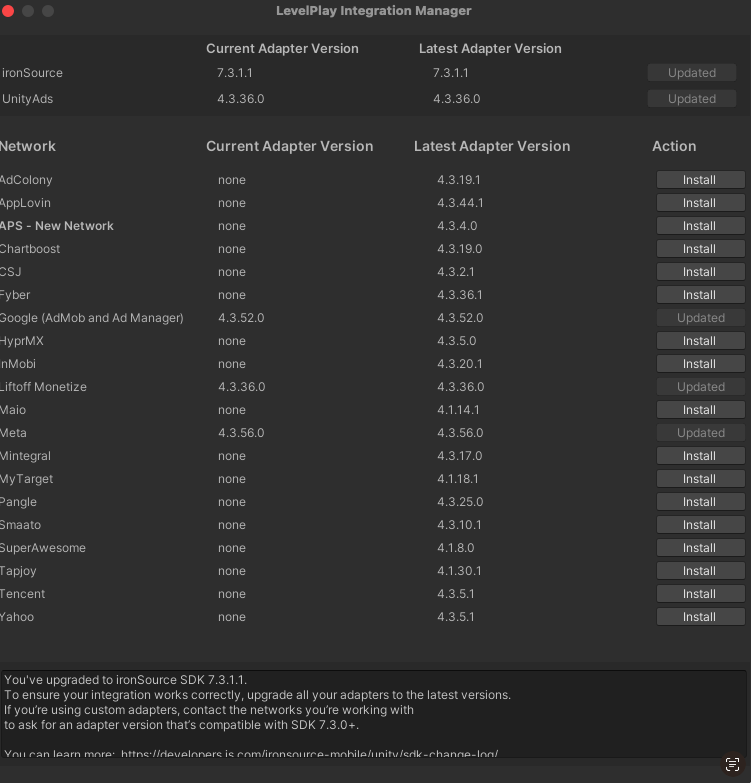 LevelPlay Integration Manager
Current Adapter Version Latest Adapter Version
ironSource 7.3.1.1 7.3.1.1 Updated
UnityAds 4.3.36.0 4.3.36.0 Updated
Network Current Adapter Version Latest Adapter Version Action
AdColony none 4.3.19.1 Install
AppLovin none 4.3.44.1 Install
APS - New Network none 4.3.4.0 Install
Chartboost none 4.3.19.0 Install
CSJ none 4.3.2.1 Install
Fyber none 4.3.36.1 Install
Google (AdMob and Ad Manager) 4.3.52.0 4.3.52.0 Updated
HyprMX none 4.3.5.0 Install
InMobi none 4.3.20.1 Install
Liftoff Monetize 4.3.36.0 4.3.36.0 Updated
Maio none 4.1.14.1 Install
Meta 4.3.56.0 4.3.56.0 Updated
Mintegral none 4.3.17.0 Install
MyTarget none 4.1.18.1 Install
Pangle none 4.3.25.0 Install
Smaato none 4.3.10.1 Install
SuperAwesome none 4.1.8.0 Install
Tapjoy none 4.1.30.1 Install
Tencent none 4.3.5.1 Install
Yahoo none 4.3.5.1 Install
You've upgraded to ironSource SDK 7.3.1.1.
To ensure your integration works correctly, upgrade all your adapters to the latest versions.
If you're using custom adapters, contact the networks you're working with
to ask for an adapter version that's compatible with SDK 7.3.0+.
You can learn more: https://developers.is.com/ironsource-mobile/unity/sdk-change-log/